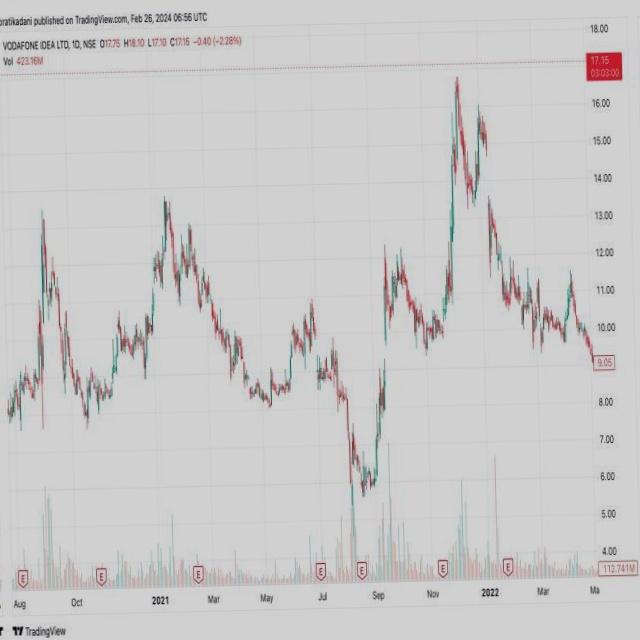 pratikadani published on TradingView.com, Feb 26, 2024 06:56 UTC
VODAFONE IDEA LTD, 1D, NSE O17.75 H18.10 L17.10 C17.15 −0.40 (−2.28%)
Vol 423.16M
18.00
17.15
03:03:00
16.00
15.00
14.00
13.00
12.00
11.00
10.00
9.05
8.00
7.00
6.00
5.00
4.00
112.741M
E E E E E E E
Aug Oct 2021 Mar May Jul Sep Nov 2022 Mar Ma
TradingView